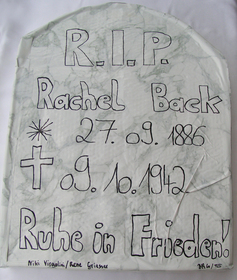 R.I.P.
Rachel Back
* 27.09.1886
† 09.10.1942
Ruhe in Frieden!